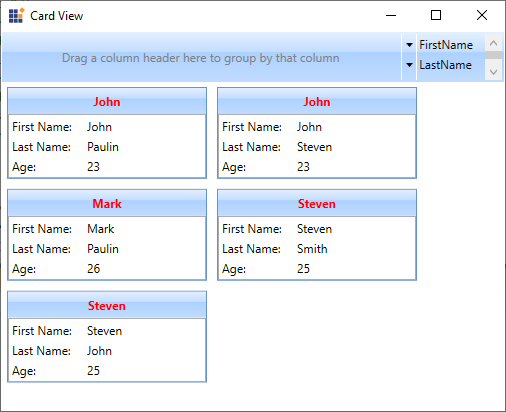 Card View
Drag a column header here to group by that column
FirstName
LastName
John
First Name: John
Last Name: Paulin
Age: 23
John
First Name: John
Last Name: Steven
Age: 23
Mark
First Name: Mark
Last Name: Paulin
Age: 26
Steven
First Name: Steven
Last Name: Smith
Age: 25
Steven
First Name: Steven
Last Name: John
Age: 25